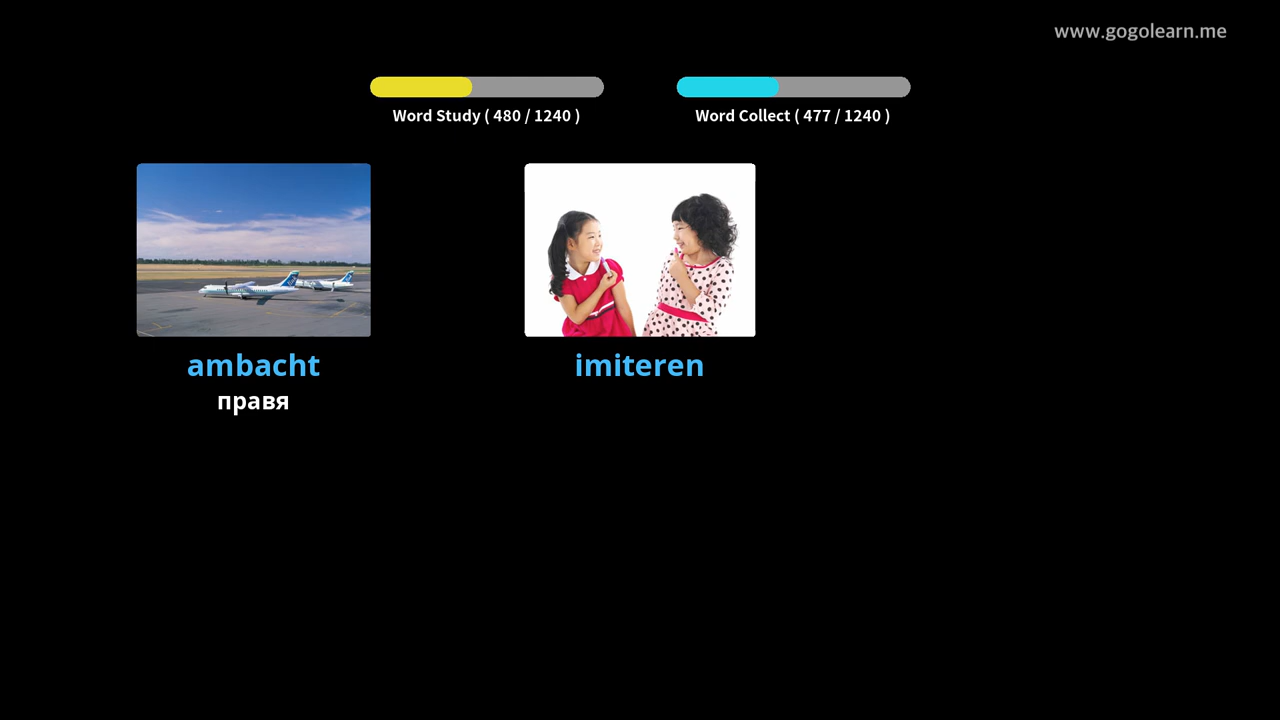 www.gogolearn.me
Word Study ( 480 / 1240 )
Word Collect ( 477 / 1240 )
ambacht
правя
imiteren